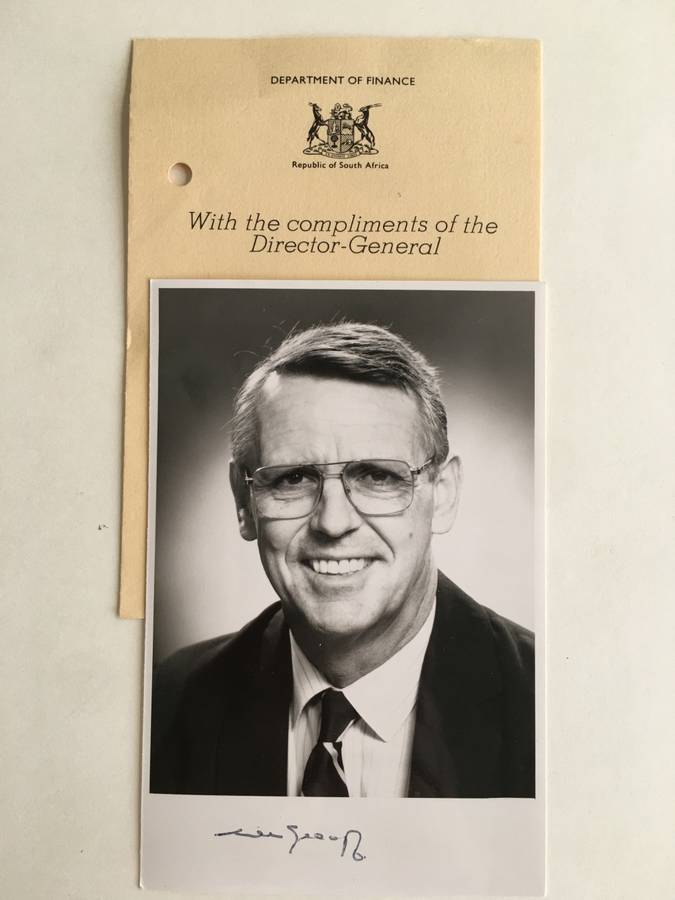 DEPARTMENT OF FINANCE
Republic of South Africa
With the compliments of the
Director-General